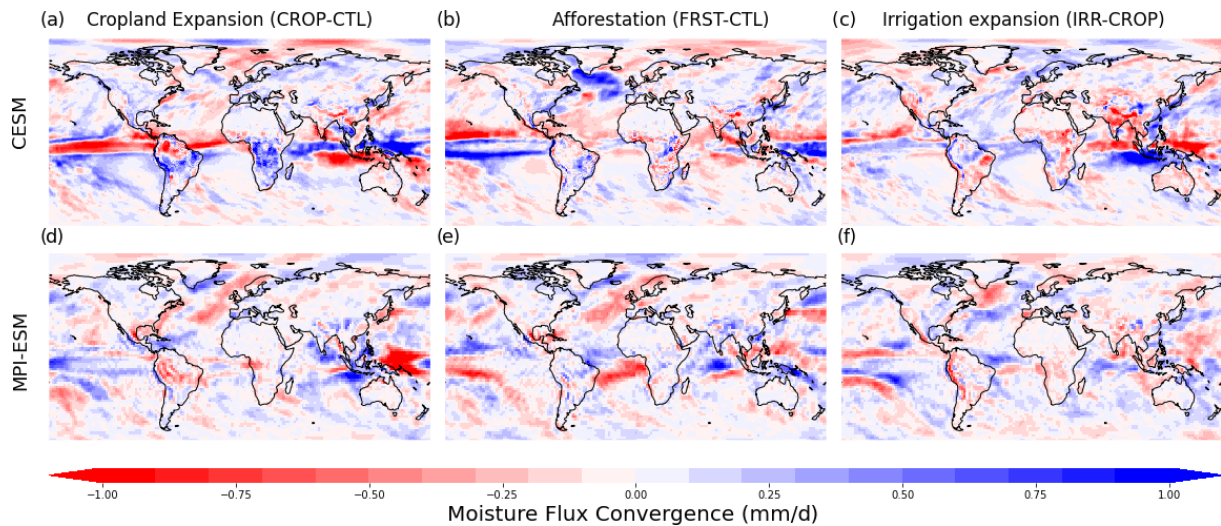 (a) Cropland Expansion (CROP-CTL) (b) Afforestation (FRST-CTL) (c) Irrigation expansion (IRR-CROP)
CESM
(d) (e) (f)
MPI-ESM
−1.00 −0.75 −0.50 −0.25 0.00 0.25 0.50 0.75 1.00
Moisture Flux Convergence (mm/d)